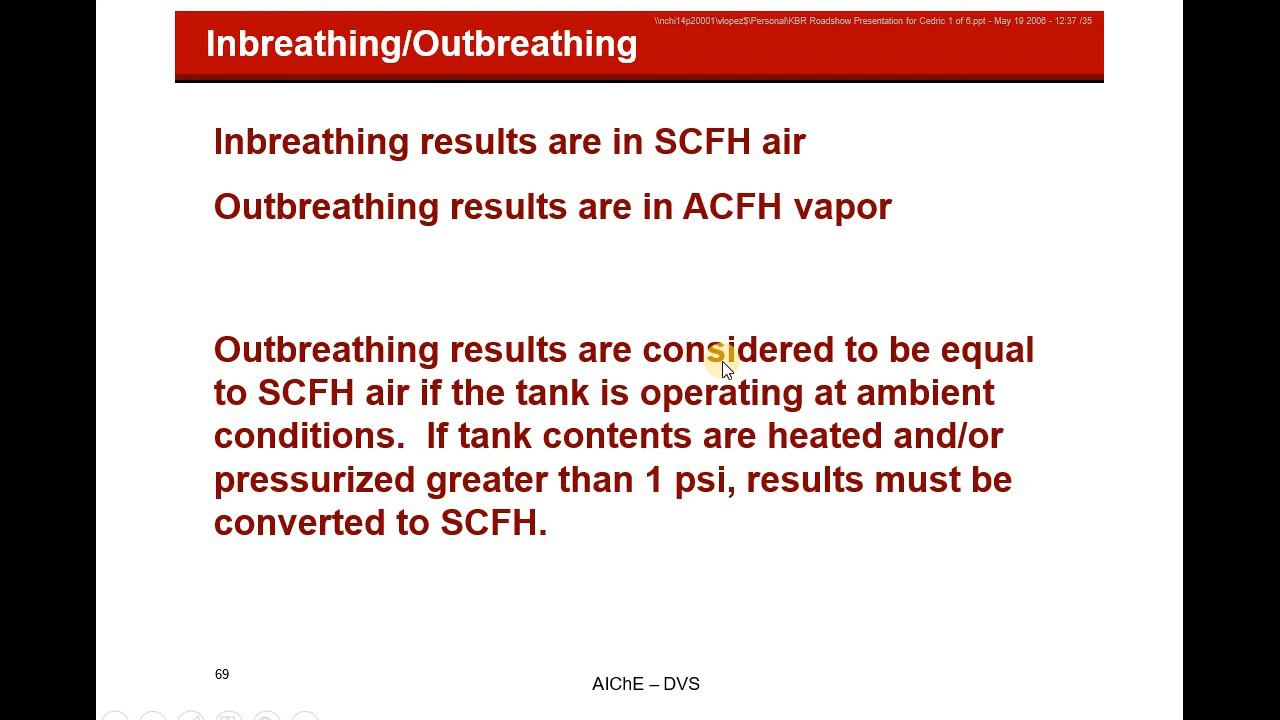 \\nchi14p20001\vlopez$\Personal\KBR Roadshow Presentation for Cedric 1 of 6.ppt - May 19 2006 - 12:37 /35
Inbreathing/Outbreathing
Inbreathing results are in SCFH air
Outbreathing results are in ACFH vapor
Outbreathing results are considered to be equal
to SCFH air if the tank is operating at ambient
conditions.  If tank contents are heated and/or
pressurized greater than 1 psi, results must be
converted to SCFH.
69
AIChE – DVS